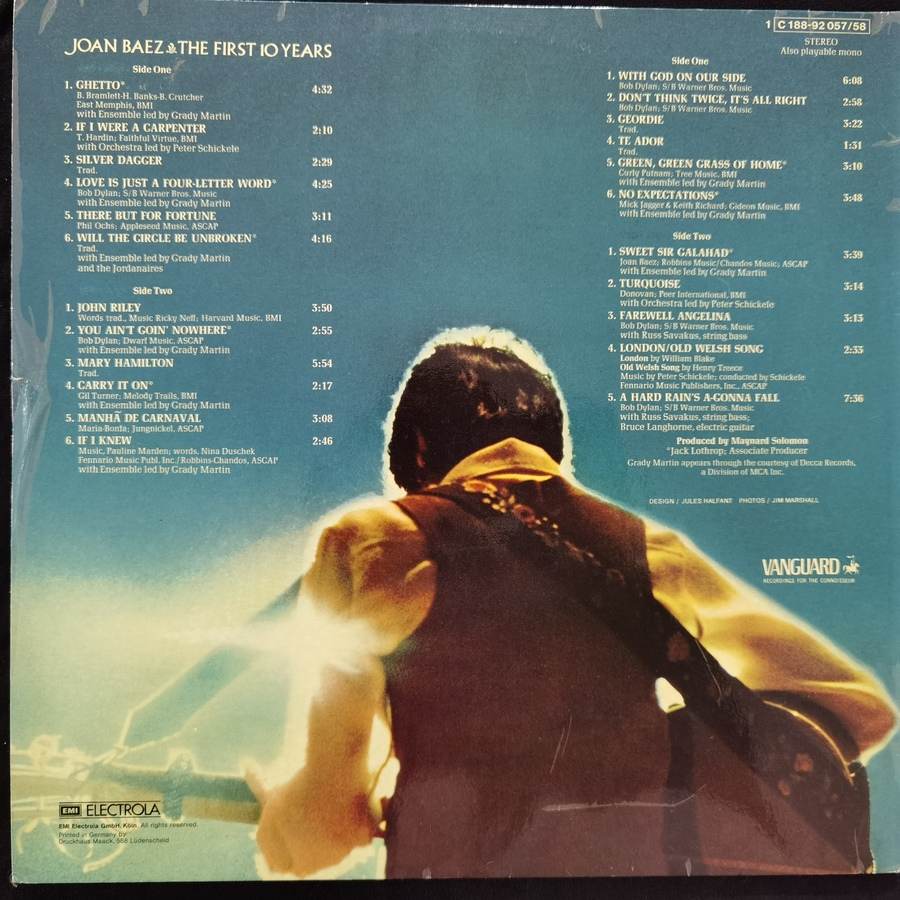 JOAN BAEZ THE FIRST 10 YEARS
Side One
1. GHETTO* 4:32
B. Bramlett-H. Banks-B. Crutcher
East Memphis, BMI
with Ensemble led by Grady Martin
2. IF I WERE A CARPENTER 2:10
T. Hardin; Faithful Virtue, BMI
with Orchestra led by Peter Schickele
3. SILVER DAGGER 2:29
Trad.
4. LOVE IS JUST A FOUR-LETTER WORD* 4:25
Bob Dylan; S/B Warner Bros. Music
with Ensemble led by Grady Martin
5. THERE BUT FOR FORTUNE 3:11
Phil Ochs; Appleseed Music, ASCAP
6. WILL THE CIRCLE BE UNBROKEN* 4:16
Trad.
with Ensemble led by Grady Martin
and the Jordanaires
Side Two
1. JOHN RILEY 3:50
Words trad., Music Ricky Neff; Harvard Music, BMI
2. YOU AIN'T GOIN' NOWHERE* 2:55
Bob Dylan; Dwarf Music, ASCAP
with Ensemble led by Grady Martin
3. MARY HAMILTON 5:54
Trad.
4. CARRY IT ON* 2:17
Gil Turner; Melody Trails, BMI
with Ensemble led by Grady Martin
5. MANHÃ DE CARNAVAL 3:08
Maria-Bonfa; Jungnickel, ASCAP
6. IF I KNEW 2:46
Music, Pauline Marden; words, Nina Duschek
Fennario Music Publ. Inc./Robbins-Chandos, ASCAP
with Ensemble led by Grady Martin
1 C 188-92 057/58
STEREO
Also playable mono
Side One
1. WITH GOD ON OUR SIDE 6:08
Bob Dylan; S/B Warner Bros. Music
2. DON'T THINK TWICE, IT'S ALL RIGHT 2:58
Bob Dylan; S/B Warner Bros. Music
3. GEORDIE 3:22
Trad.
4. TE ADOR 1:31
Trad.
5. GREEN, GREEN GRASS OF HOME* 3:10
Curly Putnam; Tree Music, BMI
with Ensemble led by Grady Martin
6. NO EXPECTATIONS* 3:48
Mick Jagger & Keith Richard; Gideon Music, BMI
with Ensemble led by Grady Martin
Side Two
1. SWEET SIR GALAHAD* 3:39
Joan Baez; Robbins Music/Chandos Music; ASCAP
with Ensemble led by Grady Martin
2. TURQUOISE 3:14
Donovan; Peer International, BMI
with Orchestra led by Peter Schickele
3. FAREWELL ANGELINA 3:13
Bob Dylan; S/B Warner Bros. Music
with Russ Savakus, string bass
4. LONDON/OLD WELSH SONG 2:33
London by William Blake
Old Welsh Song by Henry Treece
Music by Peter Schickele; conducted by Schickele
Fennario Music Publishers, Inc., ASCAP
5. A HARD RAIN'S A-GONNA FALL 7:36
Bob Dylan; S/B Warner Bros. Music
with Russ Savakus, string bass;
Bruce Langhorne, electric guitar
Produced by Maynard Solomon
*Jack Lothrop; Associate Producer
Grady Martin appears through the courtesy of Decca Records,
a Division of MCA Inc.
DESIGN / JULES HALFANT PHOTOS / JIM MARSHALL
VANGUARD
RECORDINGS FOR THE CONNOISSEUR
EMI ELECTROLA
EMI Electrola GmbH, Köln. All rights reserved.
Printed in Germany by
Druckhaus Maack, 588 Lüdenscheid